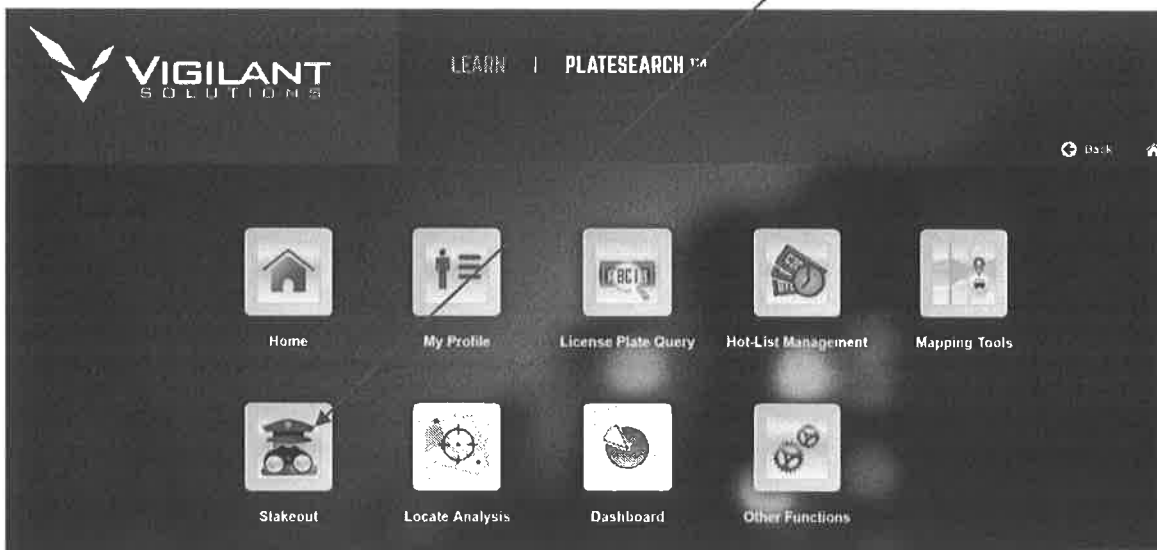 VIGILANT
SOLUTIONS
LEARN | PLATESEARCH ™
Back
Home
My Profile
License Plate Query
Hot-List Management
Mapping Tools
Stakeout
Locate Analysis
Dashboard
Other Functions